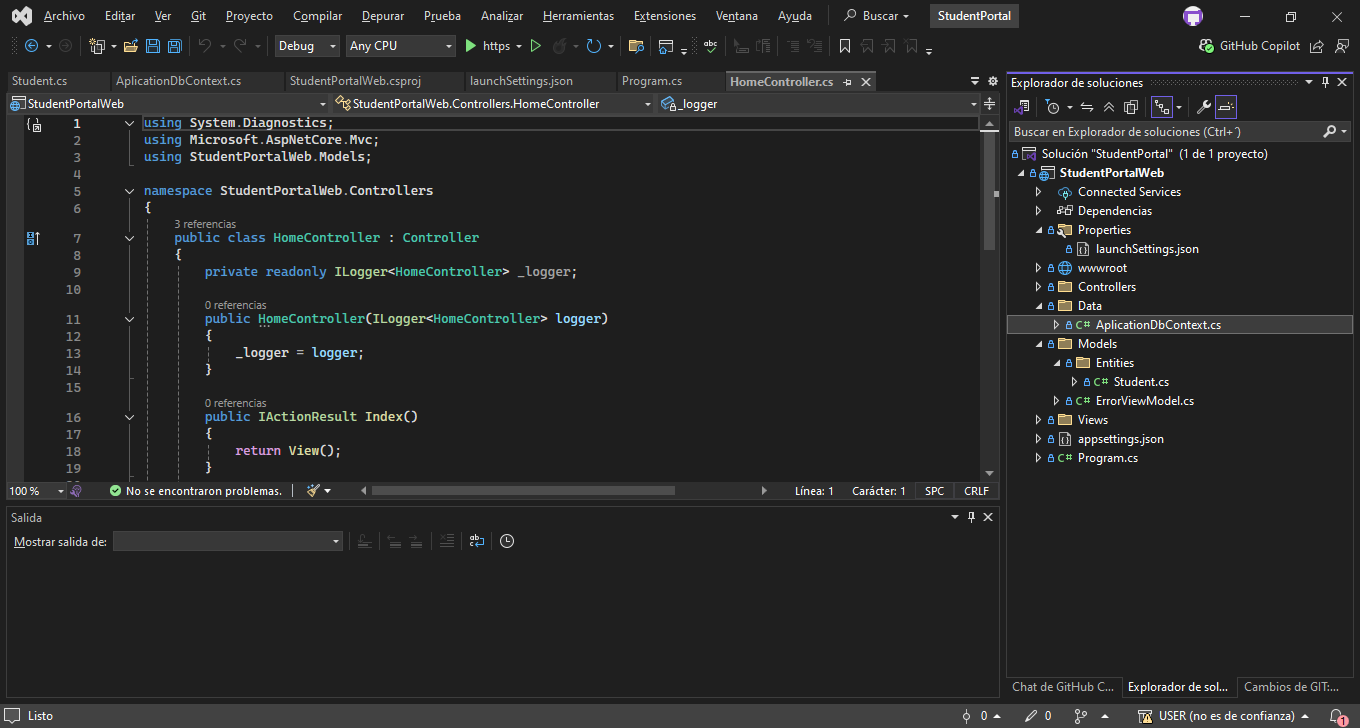 Archivo Editar Ver Git Proyecto Compilar Depurar Prueba Analizar Herramientas Extensiones Ventana Ayuda Buscar StudentPortal
Debug Any CPU https GitHub Copilot
Student.cs AplicationDbContext.cs StudentPortalWeb.csproj launchSettings.json Program.cs HomeController.cs
StudentPortalWeb StudentPortalWeb.Controllers.HomeController _logger
1 using System.Diagnostics;
2 using Microsoft.AspNetCore.Mvc;
3 using StudentPortalWeb.Models;
4
5 namespace StudentPortalWeb.Controllers
6 {
3 referencias
7 public class HomeController : Controller
8 {
9 private readonly ILogger<HomeController> _logger;
10
0 referencias
11 public HomeController(ILogger<HomeController> logger)
12 {
13 _logger = logger;
14 }
15
0 referencias
16 public IActionResult Index()
17 {
18 return View();
19 }
100 % No se encontraron problemas. Línea: 1 Carácter: 1 SPC CRLF
Salida
Mostrar salida de:
Explorador de soluciones
Buscar en Explorador de soluciones (Ctrl+´)
Solución "StudentPortal" (1 de 1 proyecto)
StudentPortalWeb
Connected Services
Dependencias
Properties
launchSettings.json
wwwroot
Controllers
Data
C# AplicationDbContext.cs
Models
Entities
C# Student.cs
C# ErrorViewModel.cs
Views
appsettings.json
C# Program.cs
Chat de GitHub C... Explorador de sol... Cambios de GIT:...
Listo 0 0 USER (no es de confianza) 1